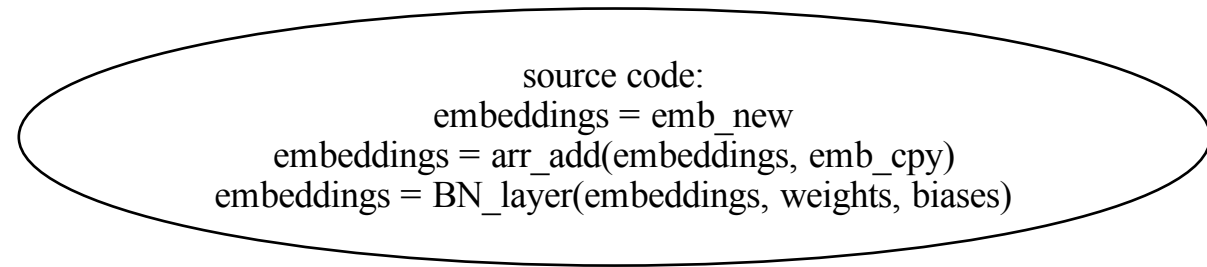 source code:
embeddings = emb_new
embeddings = arr_add(embeddings, emb_cpy)
embeddings = BN_layer(embeddings, weights, biases)